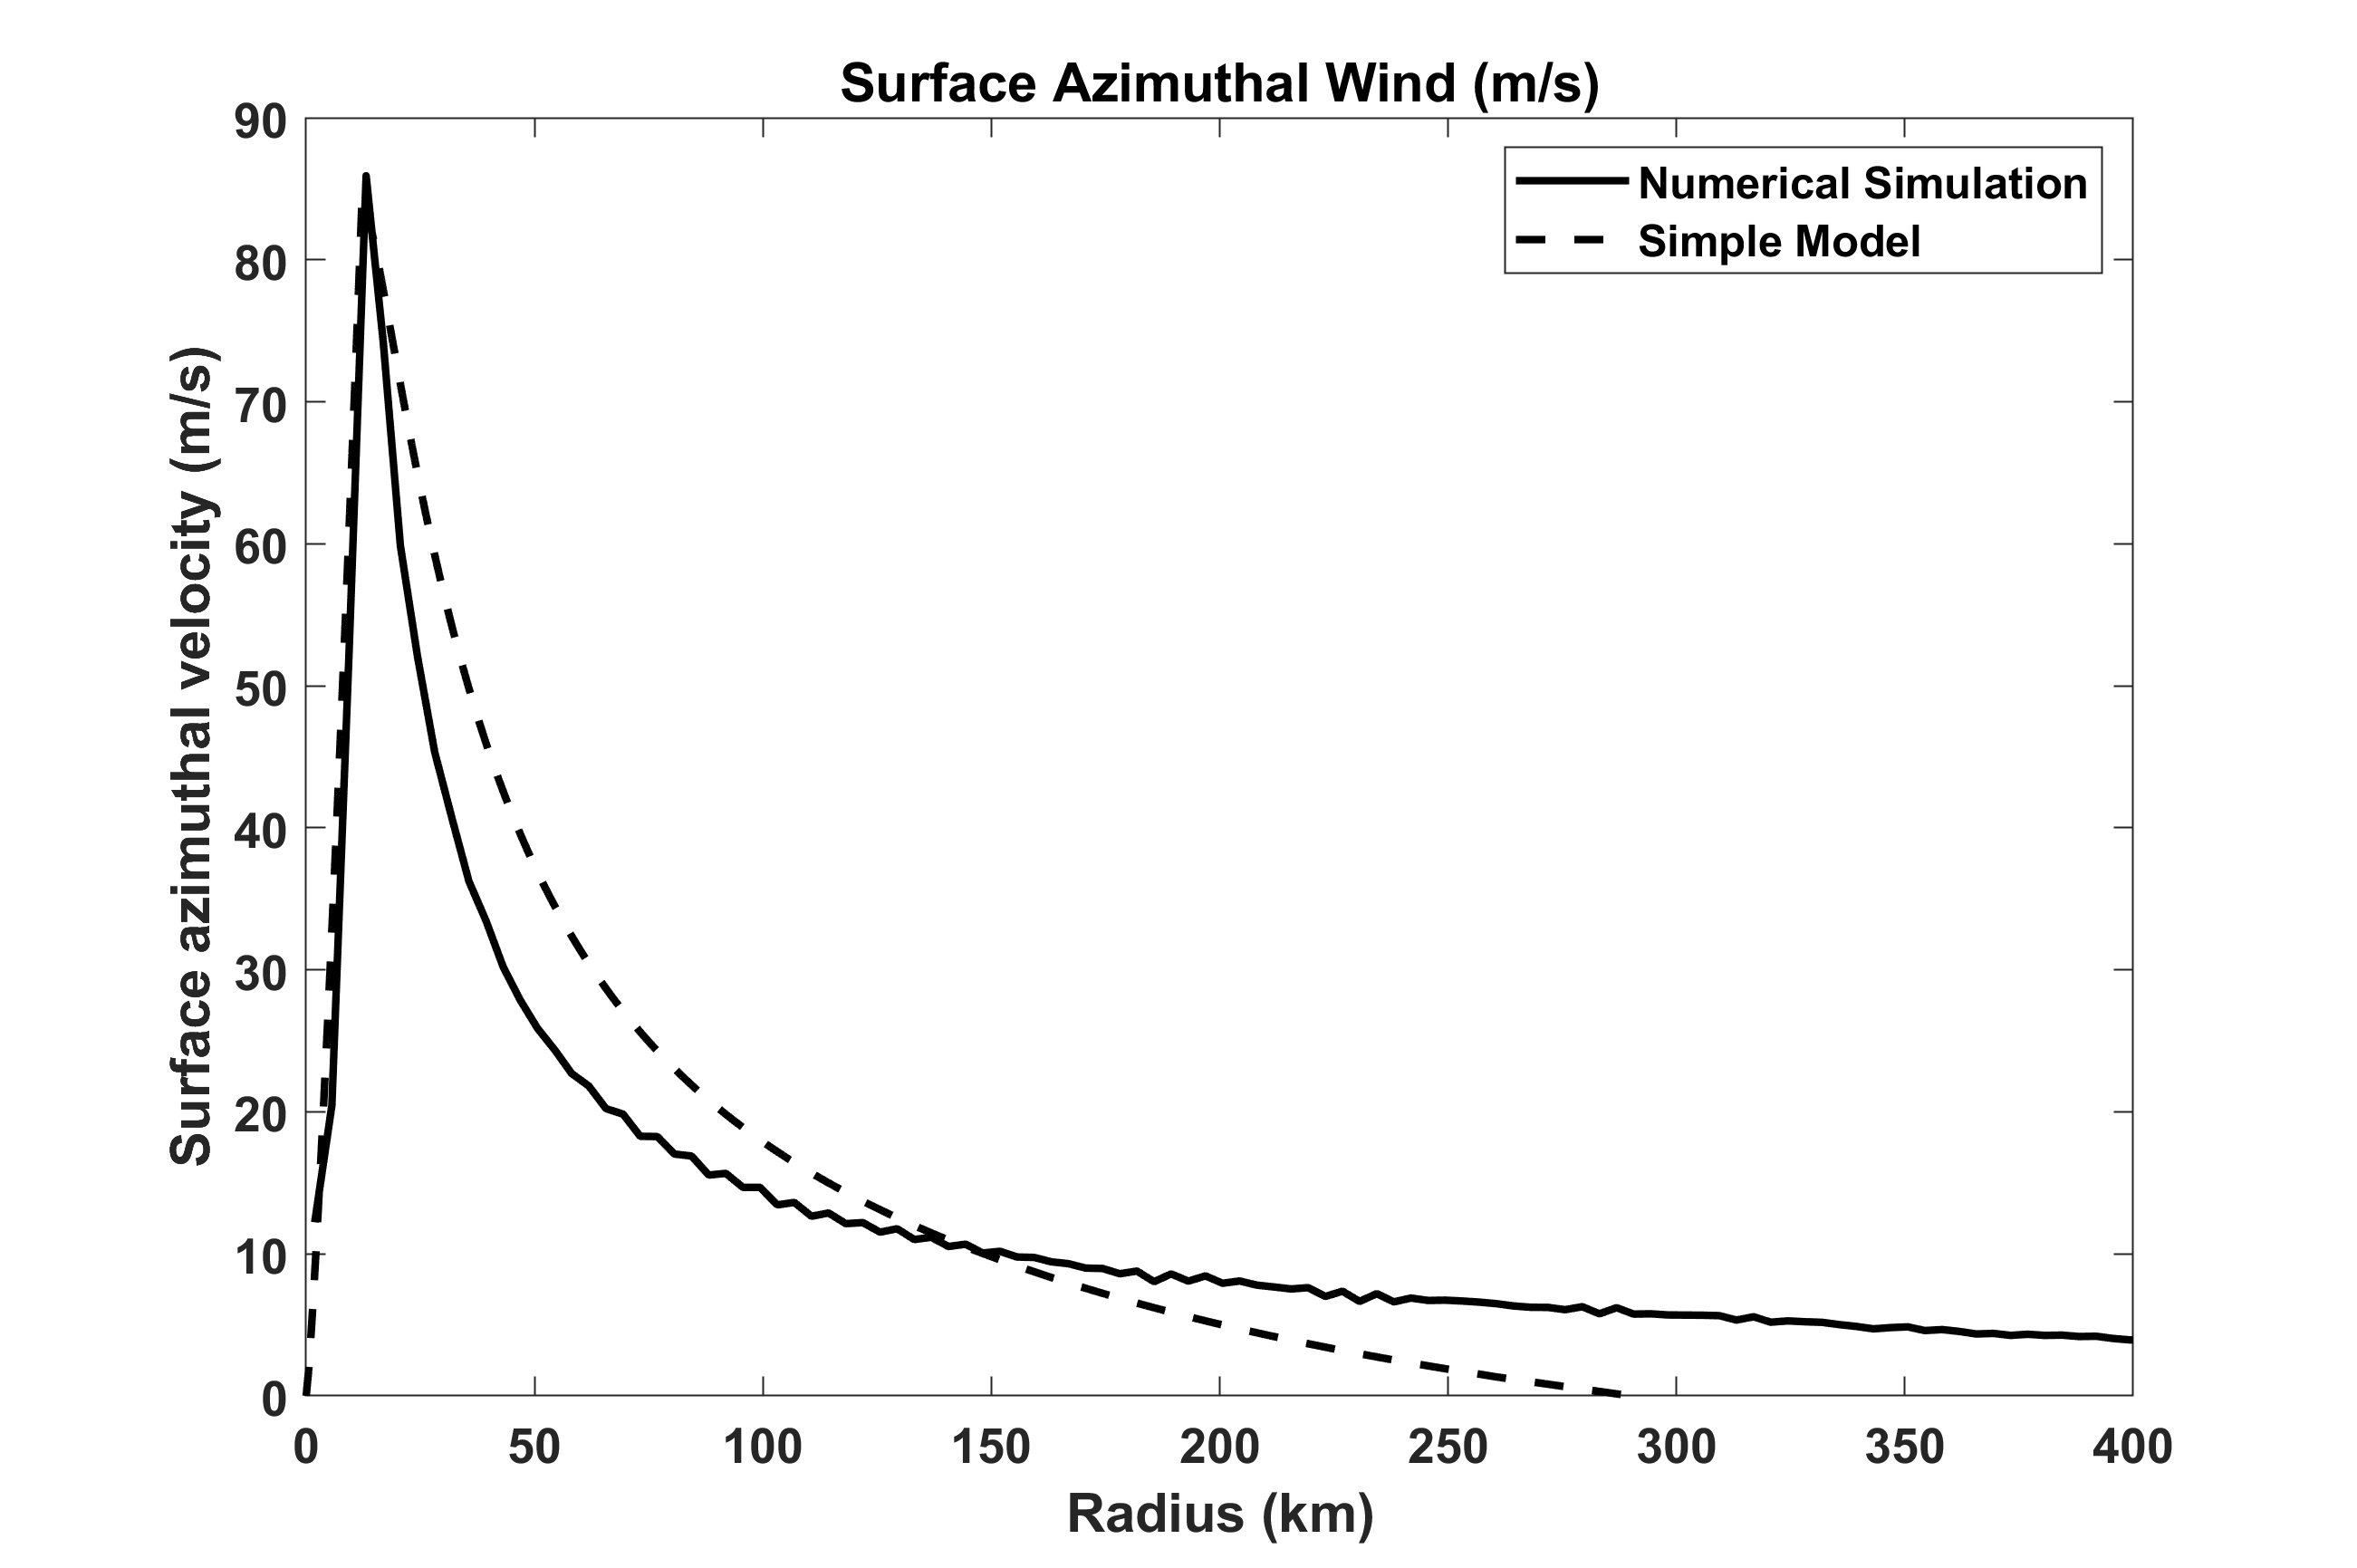 Surface Azimuthal Wind (m/s)
Numerical Simulation
Simple Model
Surface azimuthal velocity (m/s)
90
80
70
60
50
40
30
20
10
0
0 50 100 150 200 250 300 350 400
Radius (km)